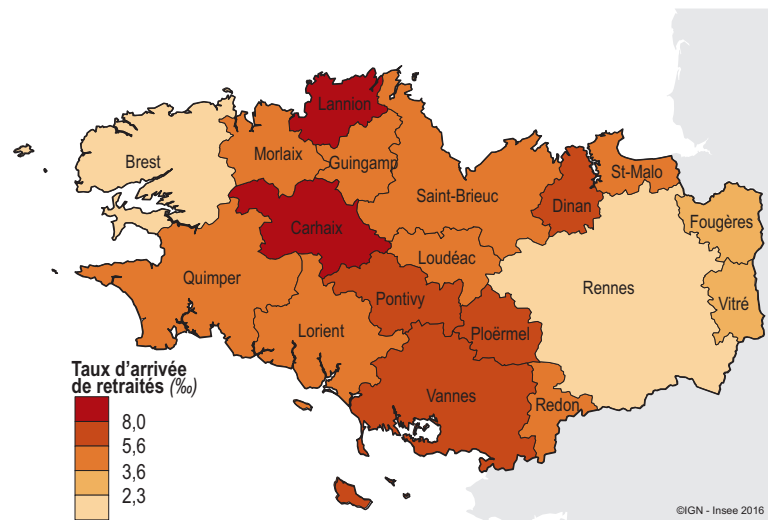 Lannion
Morlaix
Guingamp
Brest
St-Malo
Saint-Brieuc
Dinan
Fougères
Carhaix
Loudéac
Quimper
Rennes
Pontivy
Vitré
Lorient
Ploërmel
Vannes
Redon
Taux d'arrivée
de retraités (‰)
8,0
5,6
3,6
2,3
©IGN - Insee 2016